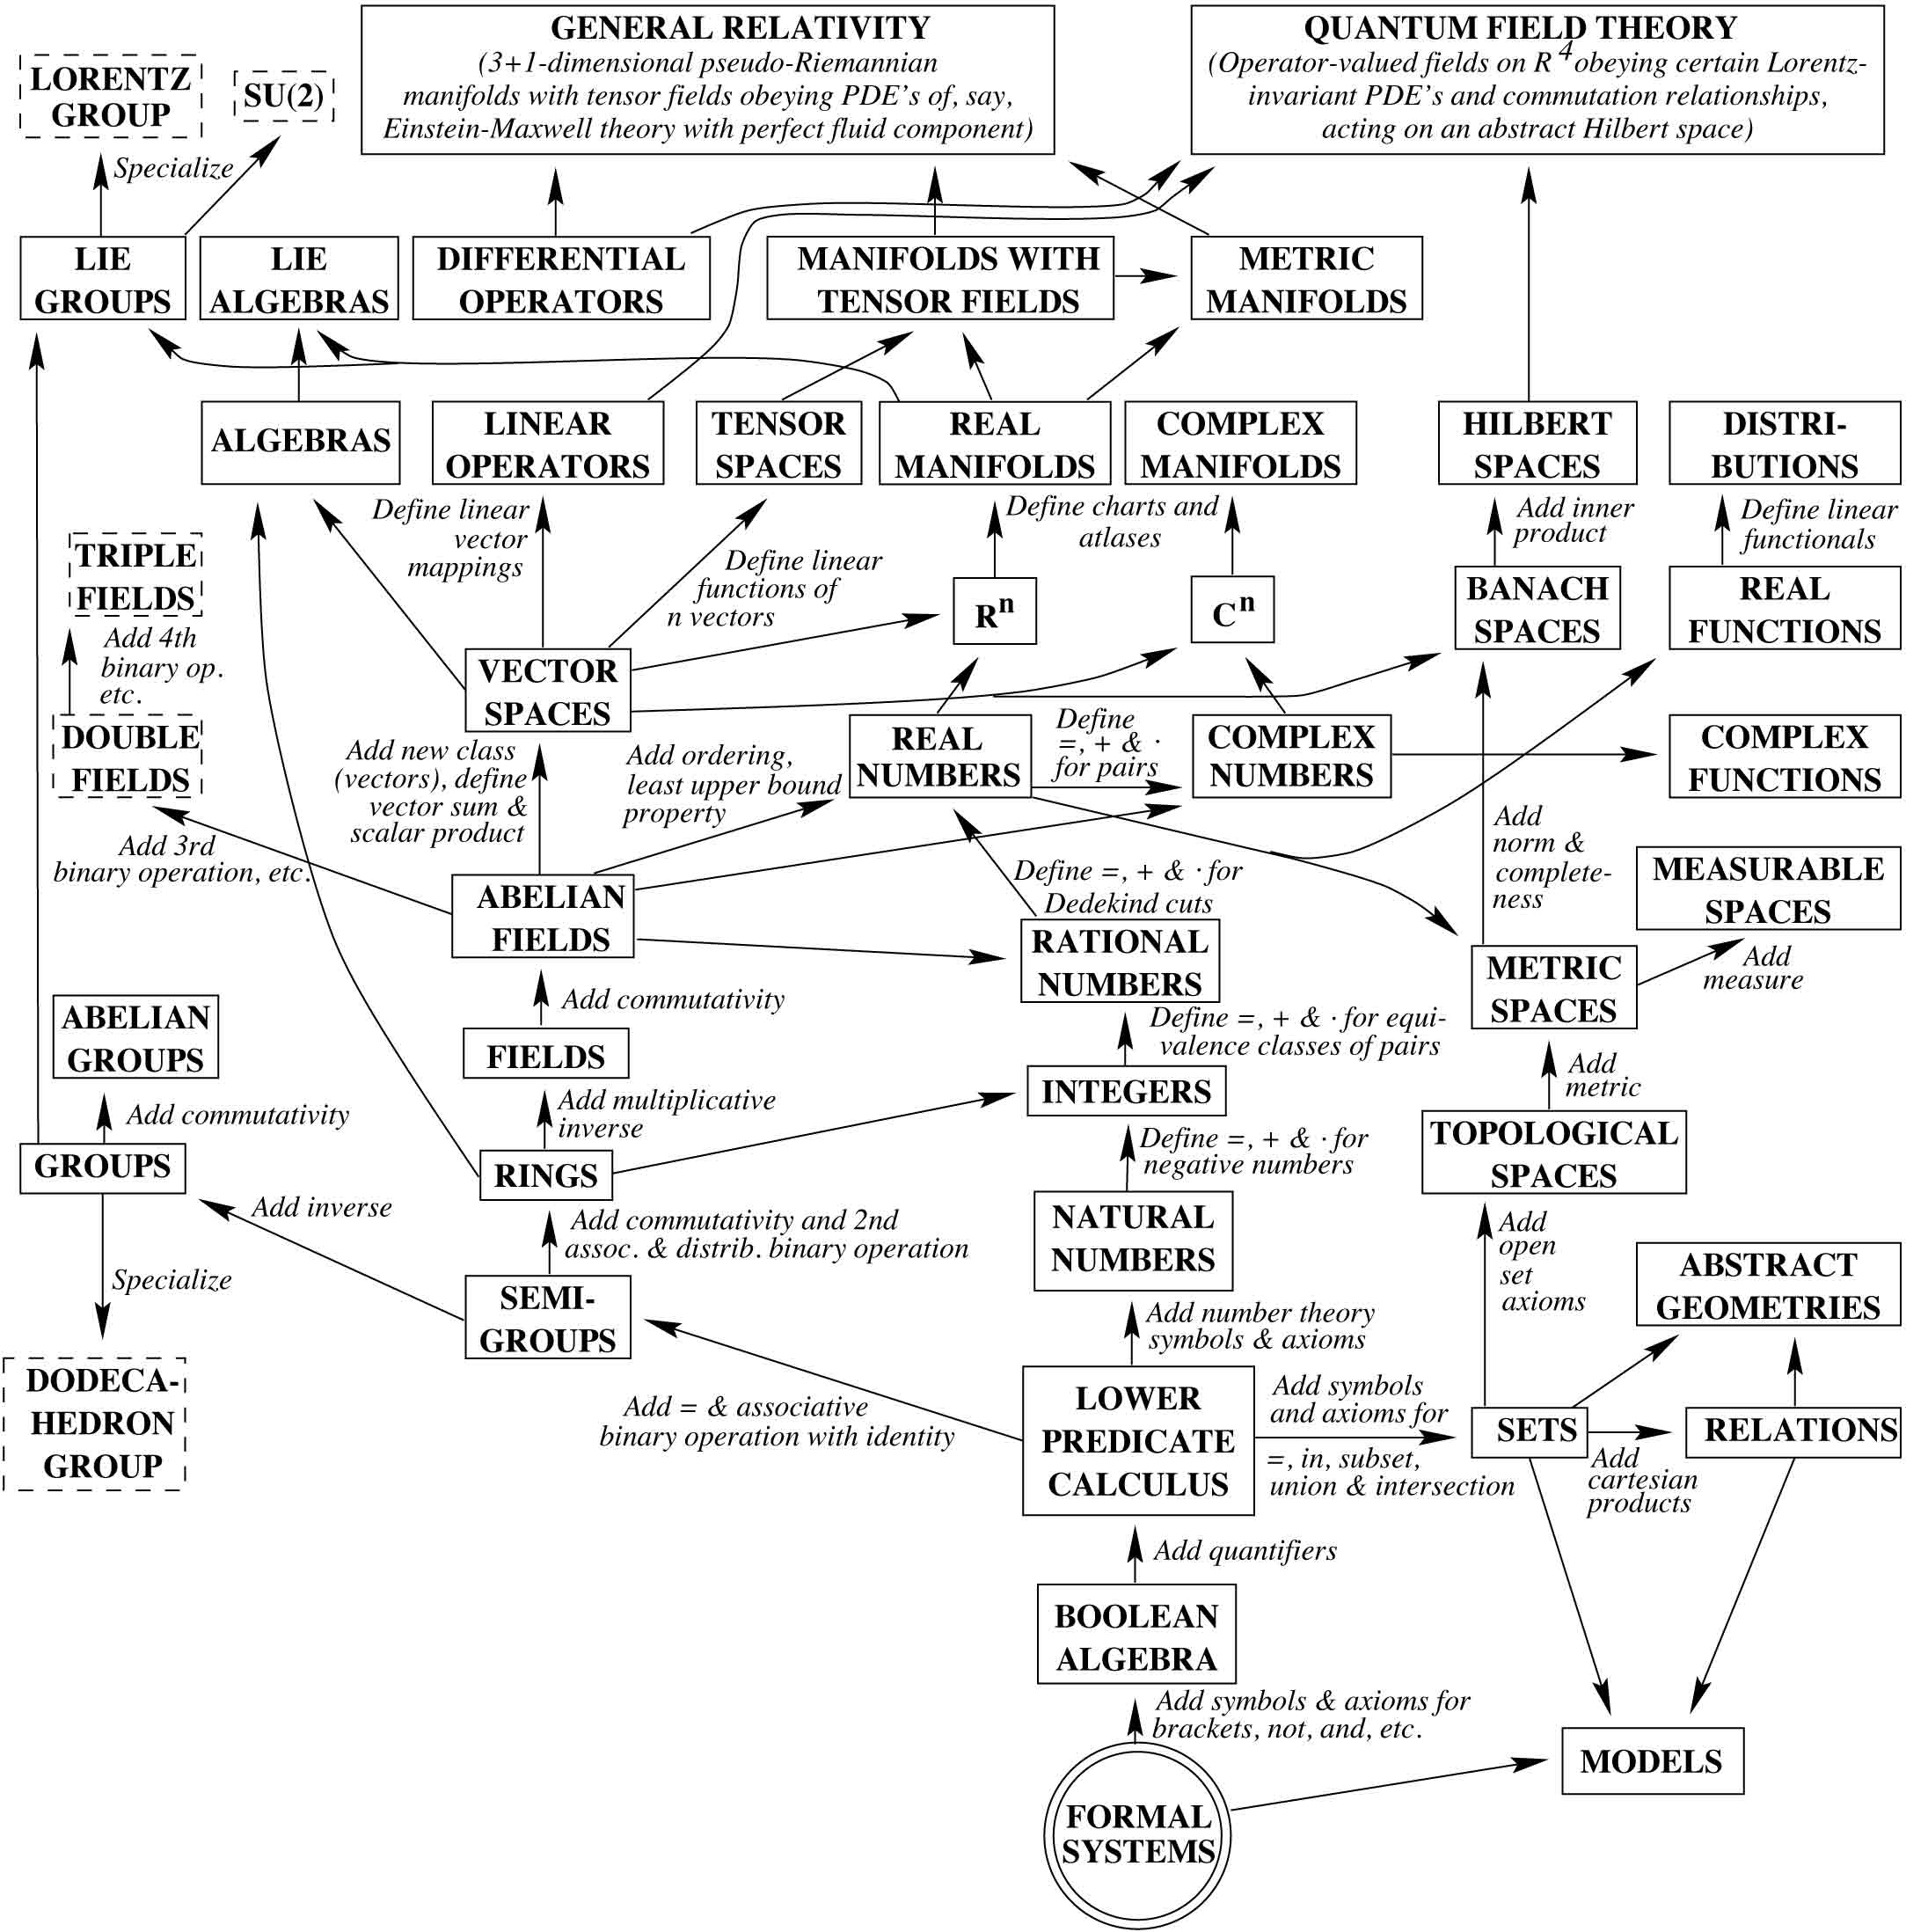 GENERAL RELATIVITY
(3+1-dimensional pseudo-Riemannian
manifolds with tensor fields obeying PDE's of, say,
Einstein-Maxwell theory with perfect fluid component)
QUANTUM FIELD THEORY
(Operator-valued fields on R 4 obeying certain Lorentz-
invariant PDE's and commutation relationships,
acting on an abstract Hilbert space)
LORENTZ
GROUP
SU(2)
Specialize
LIE
GROUPS
LIE
ALGEBRAS
DIFFERENTIAL
OPERATORS
MANIFOLDS WITH
TENSOR FIELDS
METRIC
MANIFOLDS
ALGEBRAS
LINEAR
OPERATORS
TENSOR
SPACES
REAL
MANIFOLDS
COMPLEX
MANIFOLDS
HILBERT
SPACES
DISTRI-
BUTIONS
Define linear
vector
mappings
Define charts and
atlases
Add inner
product
Define linear
functionals
TRIPLE
FIELDS
Define linear
functions of
n vectors
Rn
Cn
BANACH
SPACES
REAL
FUNCTIONS
Add 4th
binary op.
etc.
VECTOR
SPACES
DOUBLE
FIELDS
Add new class
(vectors), define
vector sum &
scalar product
Add ordering,
least upper bound
property
REAL
NUMBERS
Define
=, + & ·
for pairs
COMPLEX
NUMBERS
COMPLEX
FUNCTIONS
Add 3rd
binary operation, etc.
Add
norm &
complete-
ness
MEASURABLE
SPACES
ABELIAN
FIELDS
Define =, + & · for
Dedekind cuts
RATIONAL
NUMBERS
METRIC
SPACES
Add
measure
ABELIAN
GROUPS
Add commutativity
FIELDS
Define =, + & · for equi-
valence classes of pairs
Add
metric
INTEGERS
Add commutativity
Add multiplicative
inverse
GROUPS
RINGS
Define =, + & · for
negative numbers
TOPOLOGICAL
SPACES
Add inverse
Add commutativity and 2nd
assoc. & distrib. binary operation
NATURAL
NUMBERS
Add
open
set
axioms
ABSTRACT
GEOMETRIES
Specialize
SEMI-
GROUPS
Add number theory
symbols & axioms
DODECA-
HEDRON
GROUP
Add = & associative
binary operation with identity
LOWER
PREDICATE
CALCULUS
Add symbols
and axioms for
=, in, subset,
union & intersection
SETS
Add
cartesian
products
RELATIONS
Add quantifiers
BOOLEAN
ALGEBRA
Add symbols & axioms for
brackets, not, and, etc.
MODELS
FORMAL
SYSTEMS